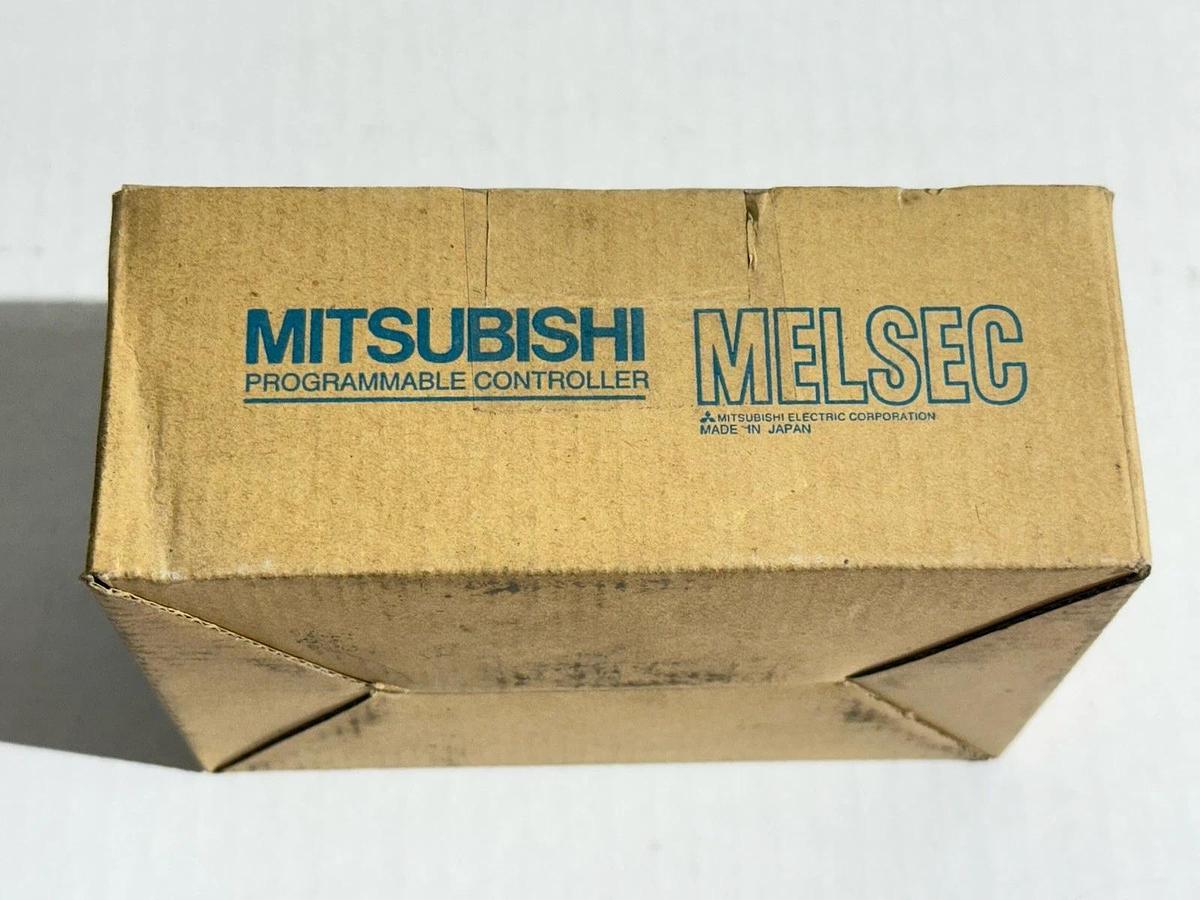 MITSUBISHI
PROGRAMMABLE CONTROLLER
MELSEC
MITSUBISHI ELECTRIC CORPORATION
MADE IN JAPAN